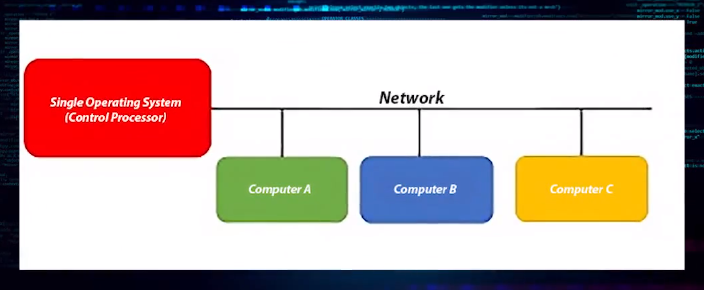 Single Operating System
(Control Processor)
Network
Computer A
Computer B
Computer C